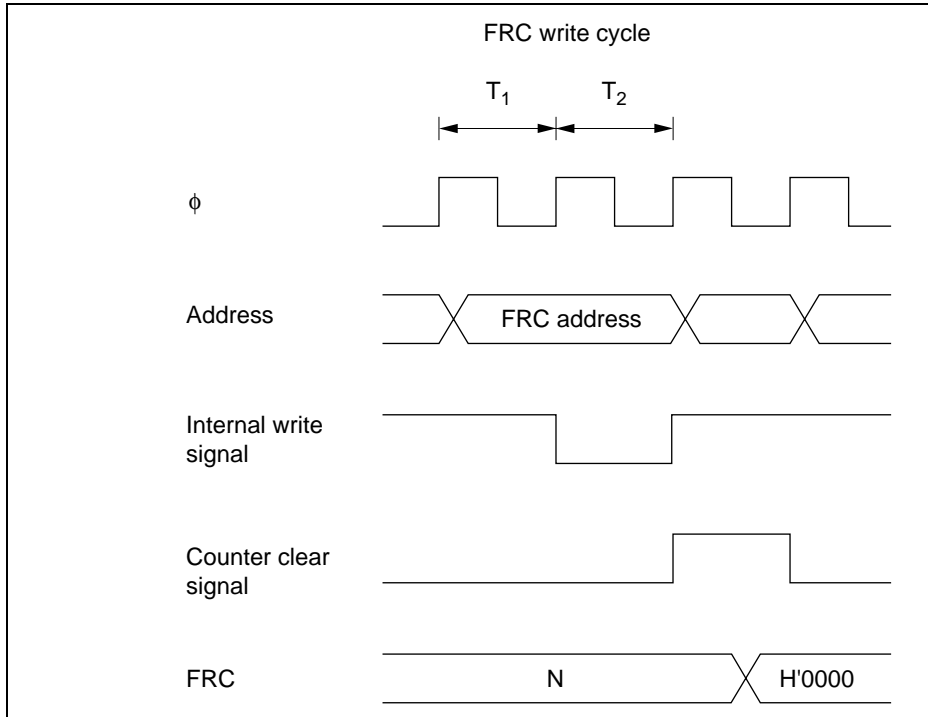 FRC write cycle
T1 T2
ϕ
Address
FRC address
Internal write
signal
Counter clear
signal
FRC
N
H'0000